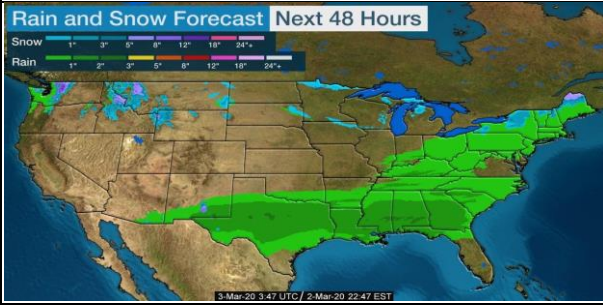 Rain and Snow Forecast Next 48 Hours
Snow
1" 3" 5" 8" 12" 18" 24"+
Rain
1" 2" 3" 5" 8" 12" 18" 24"+
3-Mar-20 3:47 UTC / 2-Mar-20 22:47 EST